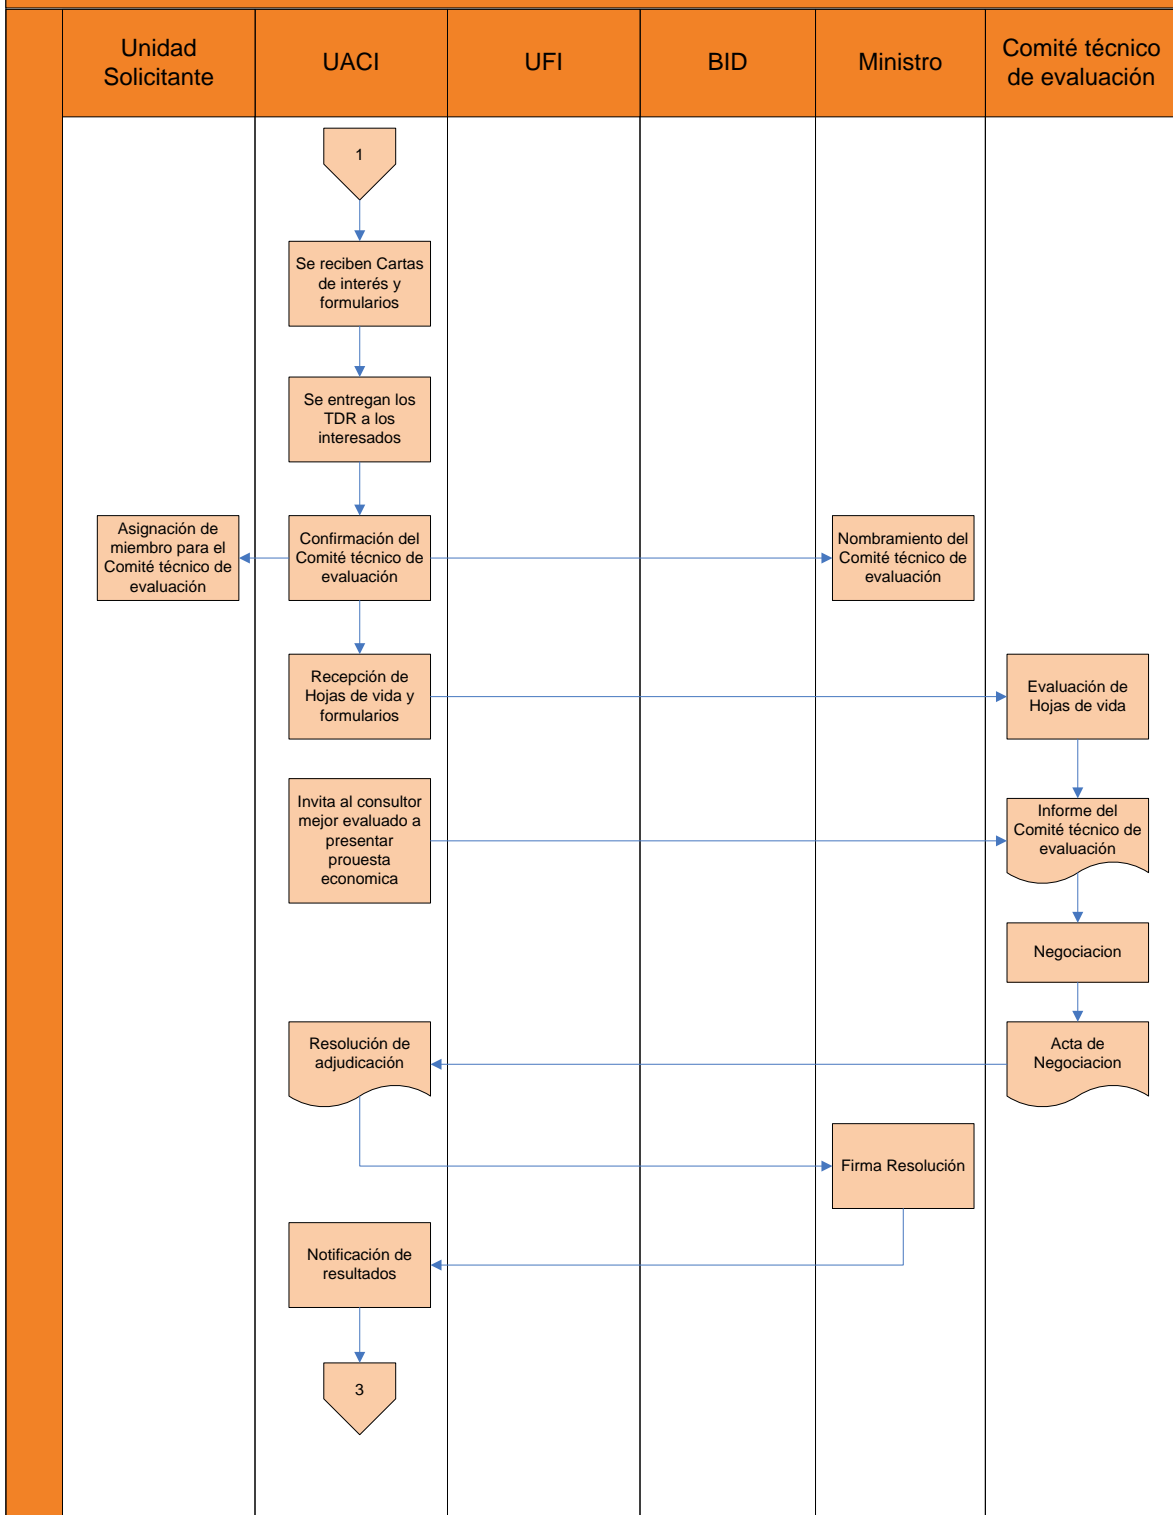 Unidad
Solicitante
UACI
UFI
BID
Ministro
Comité técnico
de evaluación
1
Se reciben Cartas
de interés y
formularios
Se entregan los
TDR a los
interesados
Asignación de
miembro para el
Comité técnico de
evaluación
Confirmación del
Comité técnico de
evaluación
Nombramiento del
Comité técnico de
evaluación
Recepción de
Hojas de vida y
formularios
Evaluación de
Hojas de vida
Invita al consultor
mejor evaluado a
presentar
prouesta
economica
Informe del
Comité técnico de
evaluación
Negociacion
Resolución de
adjudicación
Acta de
Negociacion
Firma Resolución
Notificación de
resultados
3